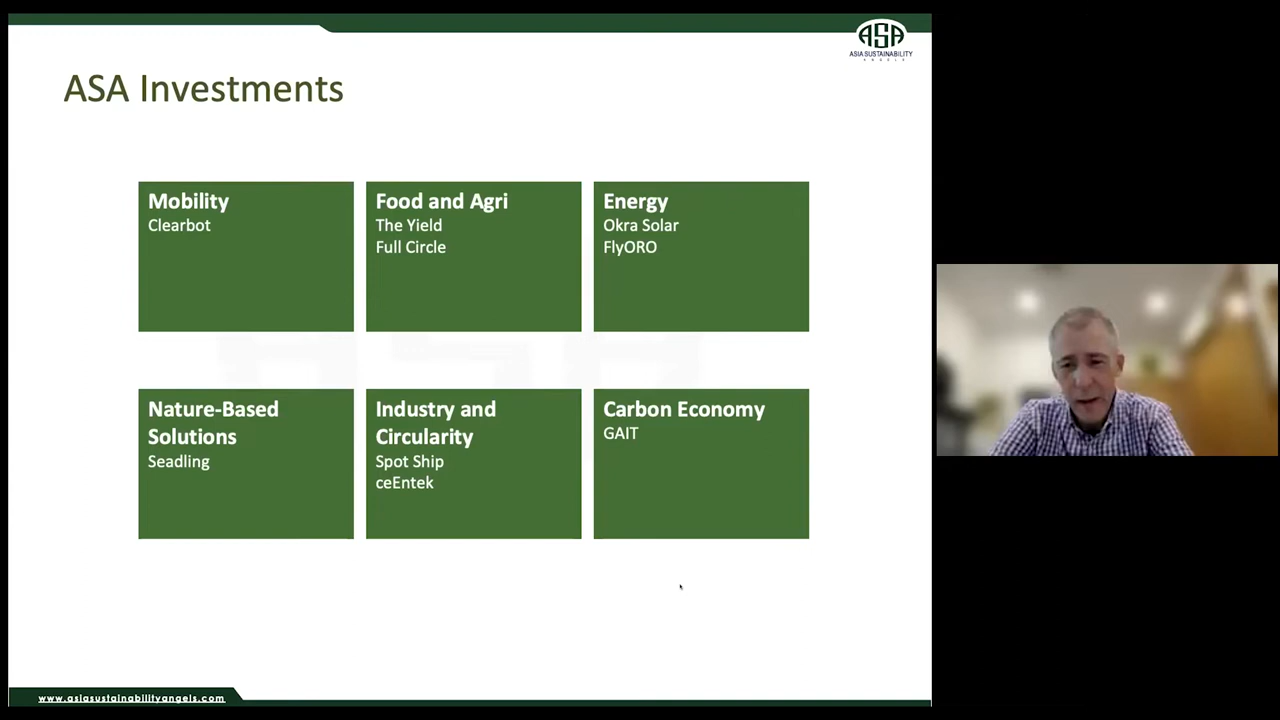 ASA
ASIA SUSTAINABILITY
ANGELS
ASA Investments
Mobility
Clearbot
Food and Agri
The Yield
Full Circle
Energy
Okra Solar
FlyORO
Nature-Based
Solutions
Seadling
Industry and
Circularity
Spot Ship
ceEntek
Carbon Economy
GAIT
www.asiasustainabilityangels.com